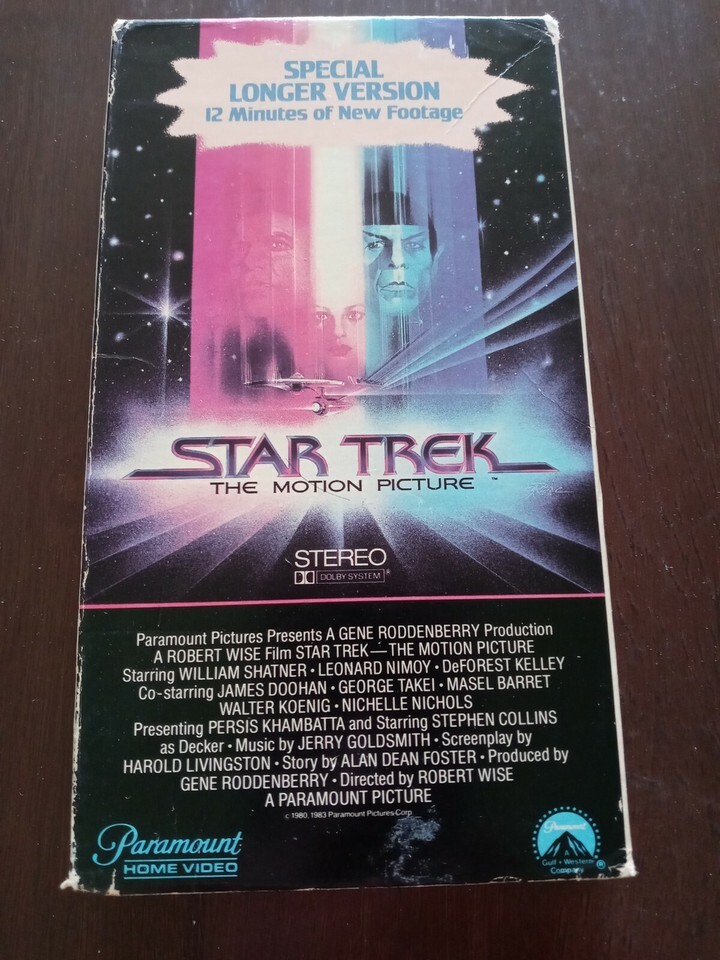 SPECIAL
LONGER VERSION
12 Minutes of New Footage
STAR TREK
THE MOTION PICTURE ™
STEREO
DOLBY SYSTEM®
Paramount Pictures Presents A GENE RODDENBERRY Production
A ROBERT WISE Film STAR TREK—THE MOTION PICTURE
Starring WILLIAM SHATNER • LEONARD NIMOY • DeFOREST KELLEY
Co-starring JAMES DOOHAN • GEORGE TAKEI • MASEL BARRET
WALTER KOENIG • NICHELLE NICHOLS
Presenting PERSIS KHAMBATTA and Starring STEPHEN COLLINS
as Decker • Music by JERRY GOLDSMITH • Screenplay by
HAROLD LIVINGSTON • Story by ALAN DEAN FOSTER • Produced by
GENE RODDENBERRY • Directed by ROBERT WISE
A PARAMOUNT PICTURE
© 1980, 1983 Paramount Pictures Corp
Paramount
HOME VIDEO
Paramount
A
Gulf + Western
Company
®